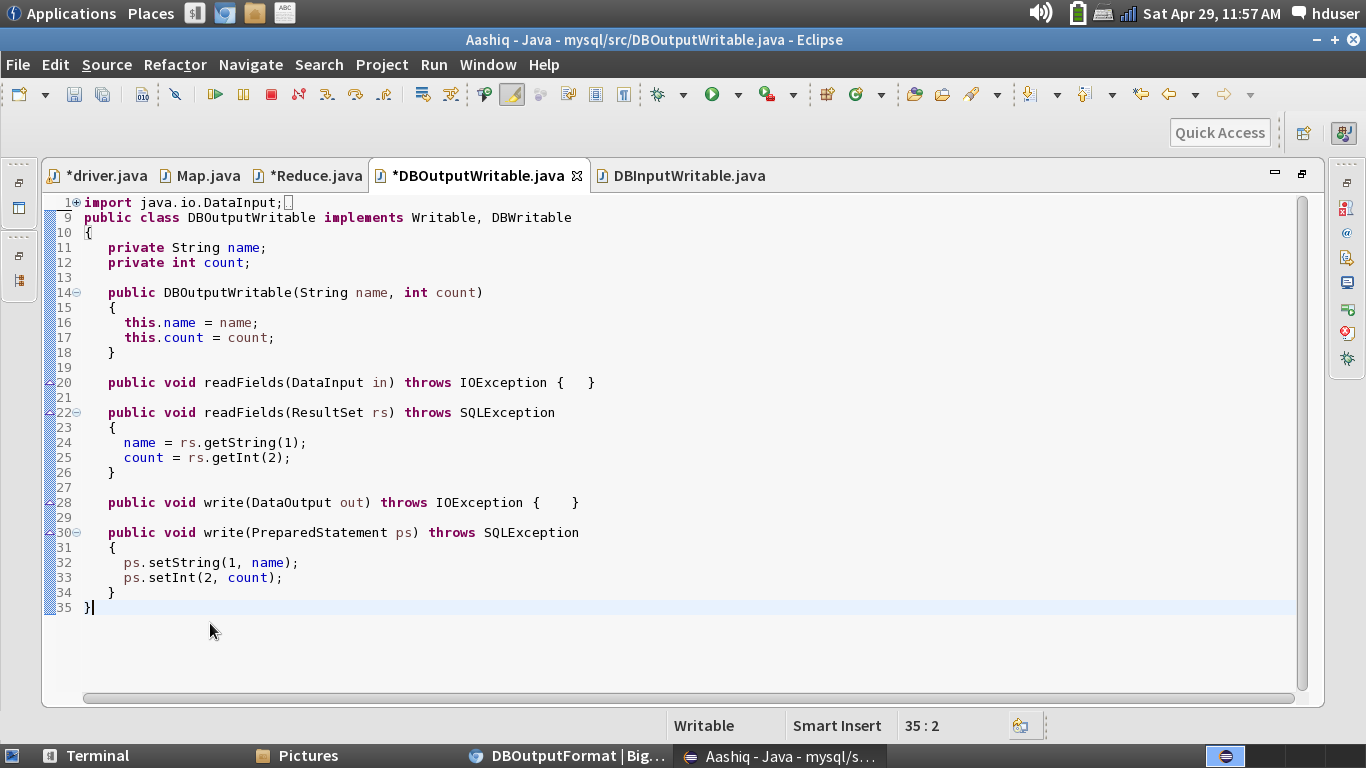 Applications Places Sat Apr 29, 11:57 AM hduser
Aashiq - Java - mysql/src/DBOutputWritable.java - Eclipse
File Edit Source Refactor Navigate Search Project Run Window Help
Quick Access
*driver.java Map.java *Reduce.java *DBOutputWritable.java DBInputWritable.java
1 import java.io.DataInput;
9 public class DBOutputWritable implements Writable, DBWritable
10 {
11 private String name;
12 private int count;
13
14 public DBOutputWritable(String name, int count)
15 {
16 this.name = name;
17 this.count = count;
18 }
19
20 public void readFields(DataInput in) throws IOException {   }
21
22 public void readFields(ResultSet rs) throws SQLException
23 {
24 name = rs.getString(1);
25 count = rs.getInt(2);
26 }
27
28 public void write(DataOutput out) throws IOException {    }
29
30 public void write(PreparedStatement ps) throws SQLException
31 {
32 ps.setString(1, name);
33 ps.setInt(2, count);
34 }
35 }
Writable Smart Insert 35 : 2
Terminal Pictures DBOutputFormat | Big... Aashiq - Java - mysql/s...